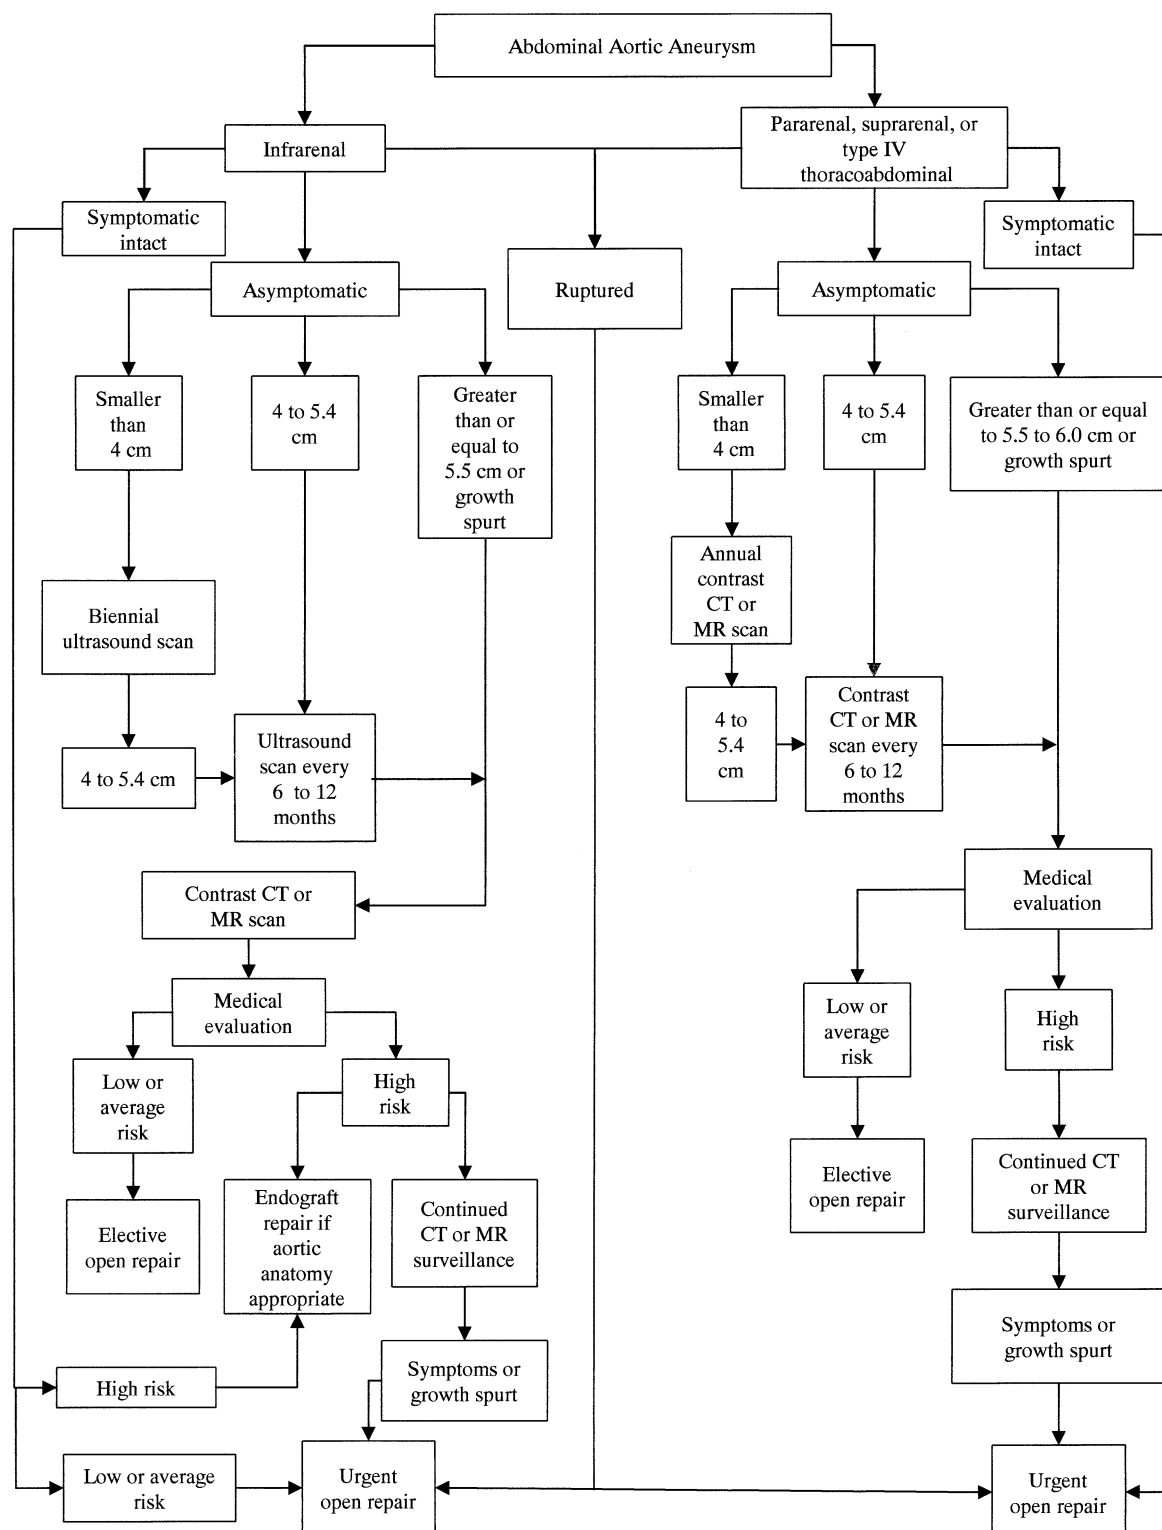 Abdominal Aortic Aneurysm
Infrarenal
Pararenal, suprarenal, or
type IV
thoracoabdominal
Symptomatic
intact
Symptomatic
intact
Asymptomatic
Ruptured
Asymptomatic
Smaller
than
4 cm
4 to 5.4
cm
Greater
than or
equal to
5.5 cm or
growth
spurt
Smaller
than
4 cm
4 to 5.4
cm
Greater than or equal
to 5.5 to 6.0 cm or
growth spurt
Biennial
ultrasound scan
Annual
contrast
CT or
MR scan
4 to 5.4 cm
Ultrasound
scan every
6 to 12
months
4 to
5.4
cm
Contrast
CT or MR
scan every
6 to 12
months
Contrast CT or
MR scan
Medical
evaluation
Medical
evaluation
Low or
average
risk
High
risk
Low or
average
risk
High
risk
Elective
open repair
Endograft
repair if
aortic
anatomy
appropriate
Continued
CT or MR
surveillance
Elective
open repair
Continued CT
or MR
surveillance
High risk
Symptoms or
growth spurt
Symptoms or
growth spurt
Low or average
risk
Urgent
open repair
Urgent
open repair